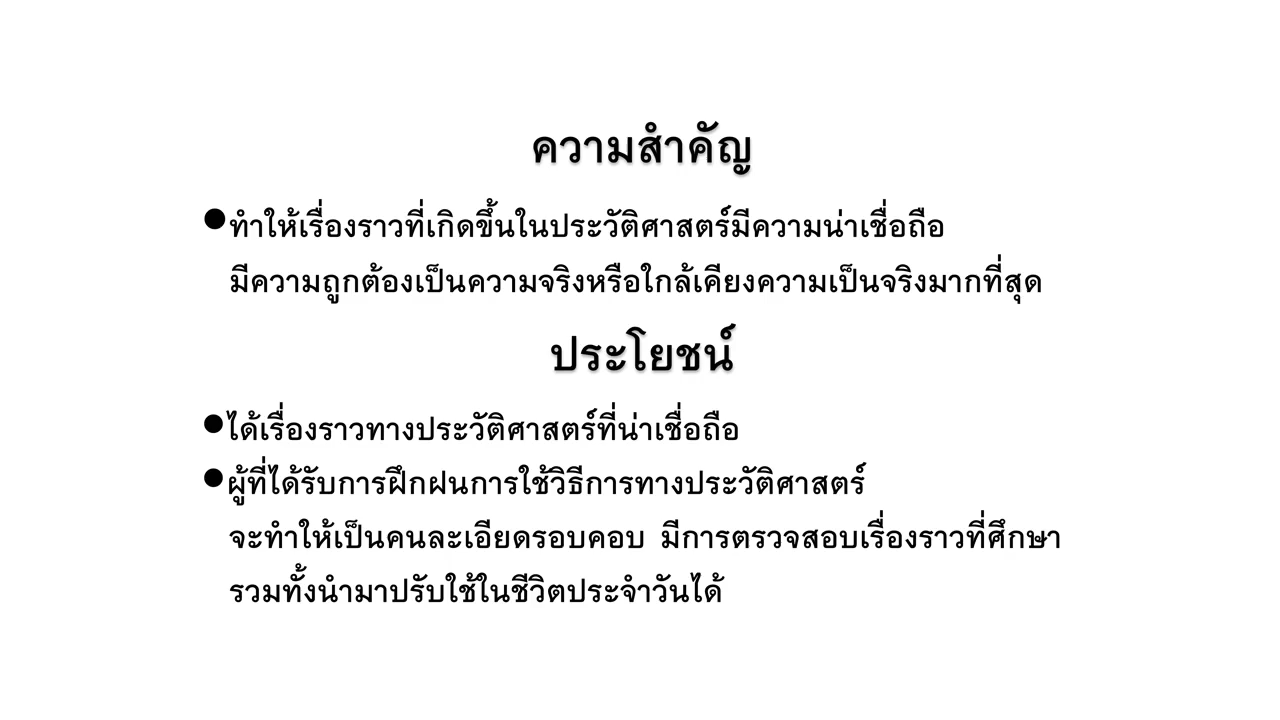 ความสำคัญ
●ทำให้เรื่องราวที่เกิดขึ้นในประวัติศาสตร์มีความน่าเชื่อถือ
มีความถูกต้องเป็นความจริงหรือใกล้เคียงความเป็นจริงมากที่สุด
ประโยชน์
●ได้เรื่องราวทางประวัติศาสตร์ที่น่าเชื่อถือ
●ผู้ที่ได้รับการฝึกฝนการใช้วิธีการทางประวัติศาสตร์
จะทำให้เป็นคนละเอียดรอบคอบ มีการตรวจสอบเรื่องราวที่ศึกษา
รวมทั้งนำมาปรับใช้ในชีวิตประจำวันได้